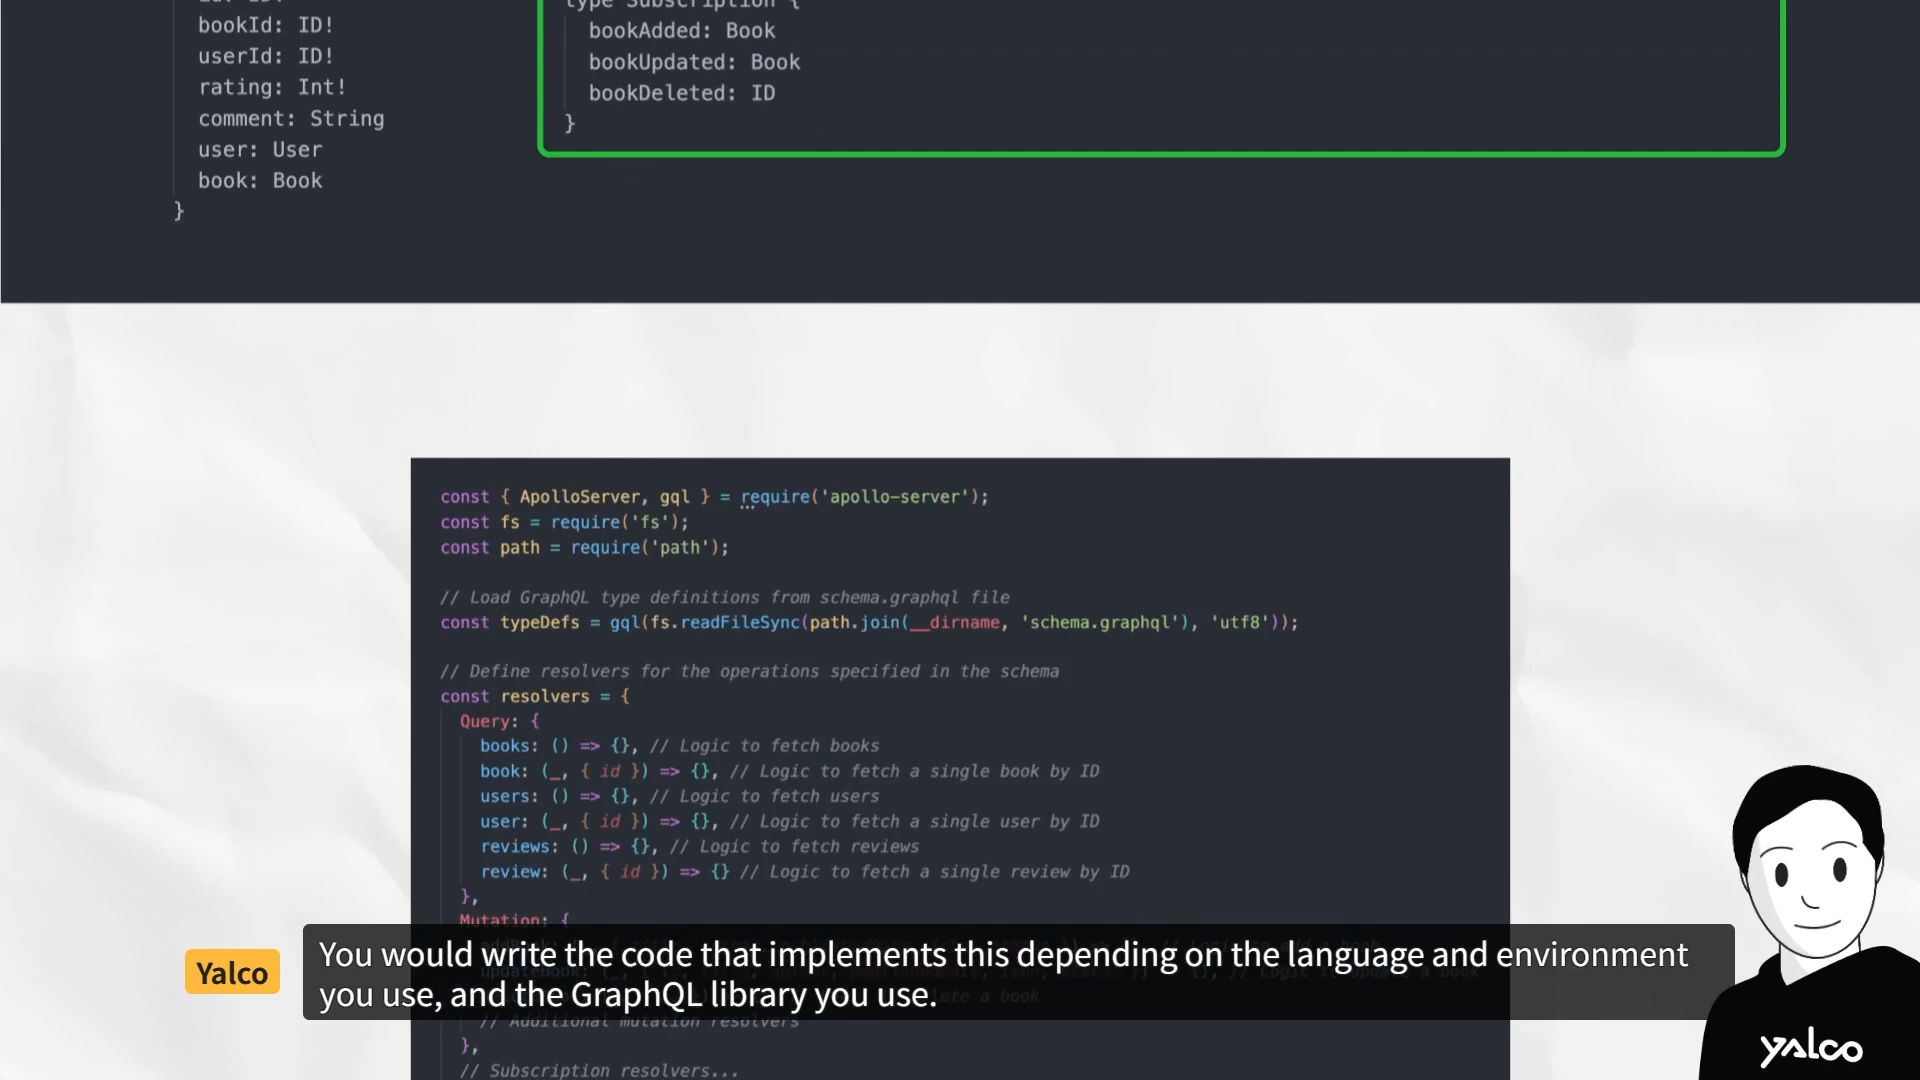 bookId: ID!
userId: ID!
rating: Int!
comment: String
user: User
book: Book
}
type Subscription {
bookAdded: Book
bookUpdated: Book
bookDeleted: ID
}
const { ApolloServer, gql } = require('apollo-server');
const fs = require('fs');
const path = require('path');
// Load GraphQL type definitions from schema.graphql file
const typeDefs = gql(fs.readFileSync(path.join(__dirname, 'schema.graphql'), 'utf8'));
// Define resolvers for the operations specified in the schema
const resolvers = {
Query: {
books: () => {}, // Logic to fetch books
book: (_, { id }) => {}, // Logic to fetch a single book by ID
users: () => {}, // Logic to fetch users
user: (_, { id }) => {}, // Logic to fetch a single user by ID
reviews: () => {}, // Logic to fetch reviews
review: (_, { id }) => {} // Logic to fetch a single review by ID
},
Mutation: {
// Additional mutation resolvers
},
// Subscription resolvers...
Yalco
You would write the code that implements this depending on the language and environment
you use, and the GraphQL library you use.
yalco